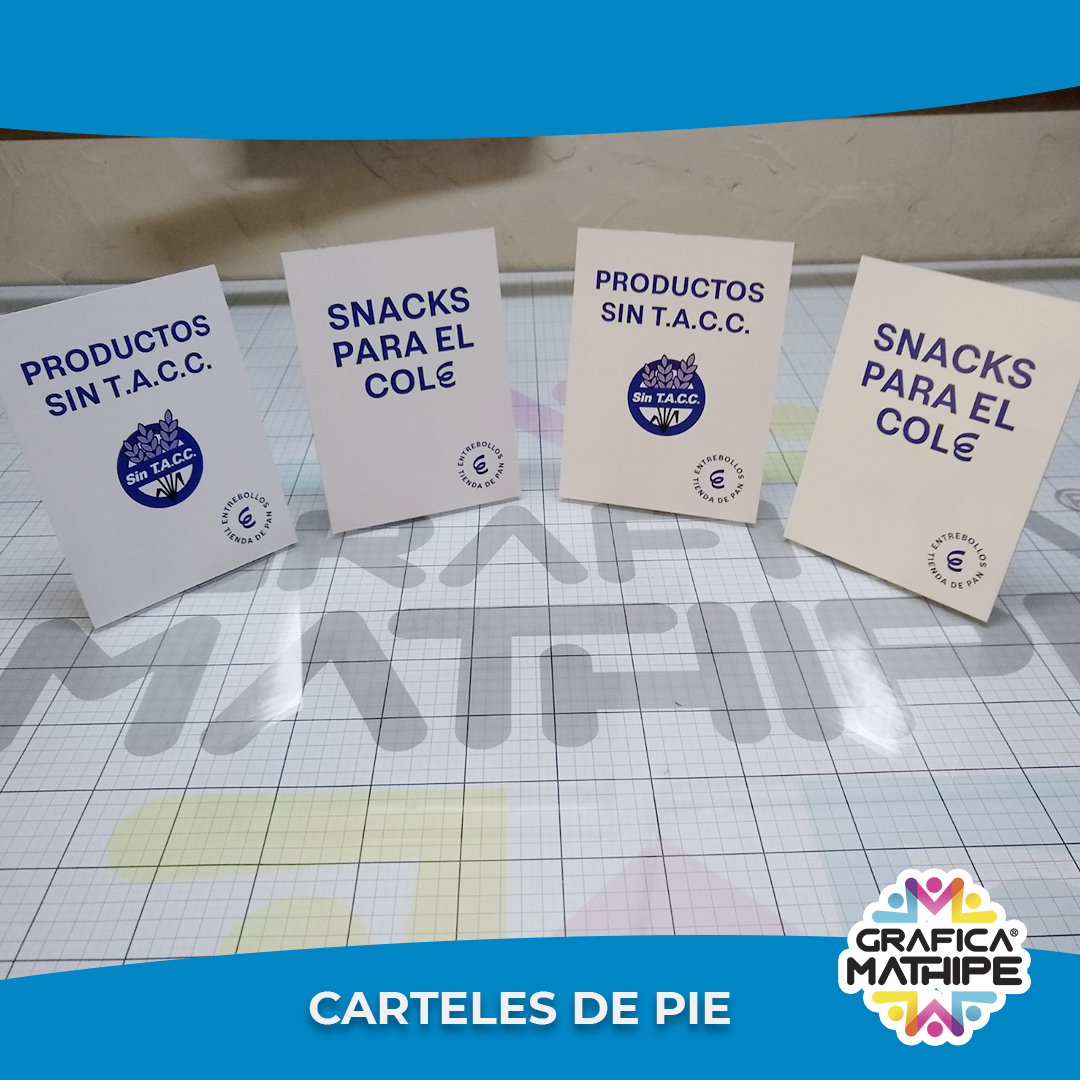 PRODUCTOS
SIN T.A.C.C.
Sin T.A.C.C.
ENTREBOLLOS
TIENDA DE PAN
SNACKS
PARA EL
COLE
ENTREBOLLOS
TIENDA DE PAN
PRODUCTOS
SIN T.A.C.C.
Sin T.A.C.C.
ENTREBOLLOS
TIENDA DE PAN
SNACKS
PARA EL
COLE
ENTREBOLLOS
TIENDA DE PAN
GRAFICA
MATHIPE
GRAFICA®
MATHIPE
CARTELES DE PIE